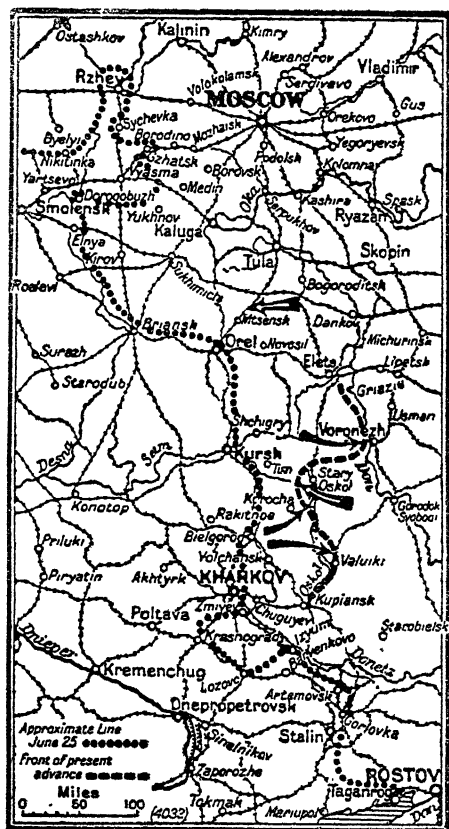 Ostashkov
Kalinin
Kimry
Alexandrov
Vladimir
Rzhev
Volokolamsk
MOSCOW
Gus
Sychevka
Orekovo
Byelyi
Borodino
Mozhaisk
Yegoryevsk
Nikitinka
Gzhatsk
Podolsk
Kolomna
Yartsevo
Vyasma
Borovsk
Dorogobuzh
Medin
Oka
Kashira
Spask
Smolensk
Yukhnov
Serpukhov
Ryazan
Kaluga
Elnya
Kirov
Tula
Skopin
Sukhinichi
Bogoroditsk
Roslavl
Mtsensk
Dankov
Briansk
Michurinsk
Surazh
Orel
Novosil
Elets
Lipetsk
Starodub
Griazi
Usman
Shchigry
Voronezh
Desna
Sem
Kursk
Tim
Don
Stary
Oskol
Konotop
Korocha
Gorodok
Rakitnoe
Svoboda
Priluki
Bielgorod
Volchansk
Valuiki
Piryatin
Akhtyrk
Oskol
KHARKOV
Kupiansk
Poltava
Zmiyev
Chuguyev
Starobielsk
Dnieper
Krasnograd
Izyum
Donetz
Kremenchug
Lozovo
Artemovsk
Dnepropetrovsk
Gorlovka
Approximate Line
June 25
Sinelnikov
Stalin
Front of present
advance
Zaporozhe
ROSTOV
Miles
Taganrog
0 50 100
(4032)
Tokmak
Mariupol
Don